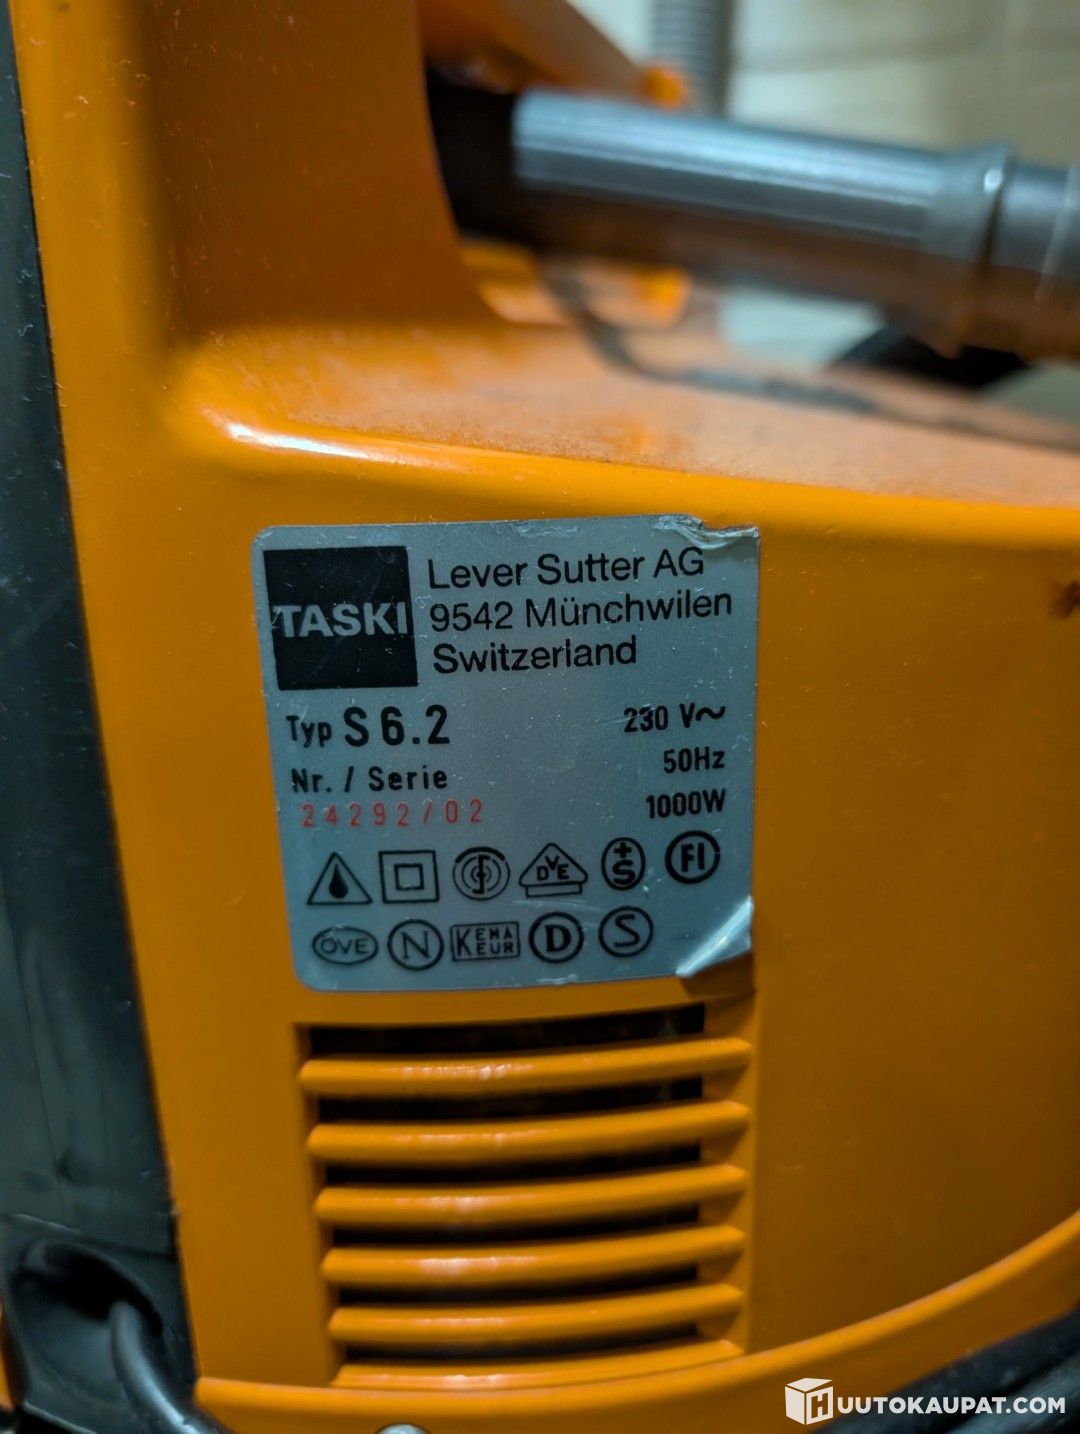 TASKI
Lever Sutter AG
9542 Münchwilen
Switzerland
Typ S 6.2
230 V~
Nr. / Serie
50Hz
24292/02
1000W
DVE
+S
FI
ÖVE
N
KEMA
KEUR
D
S
HUUTOKAUPAT.COM